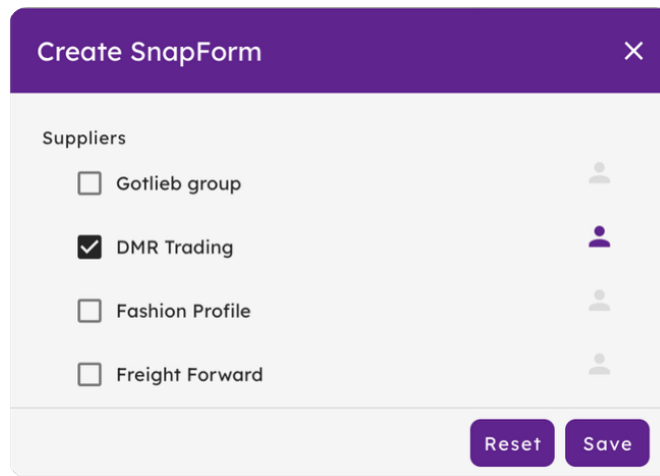 Create SnapForm
Suppliers
Gotlieb group
DMR Trading
Fashion Profile
Freight Forward
Reset Save